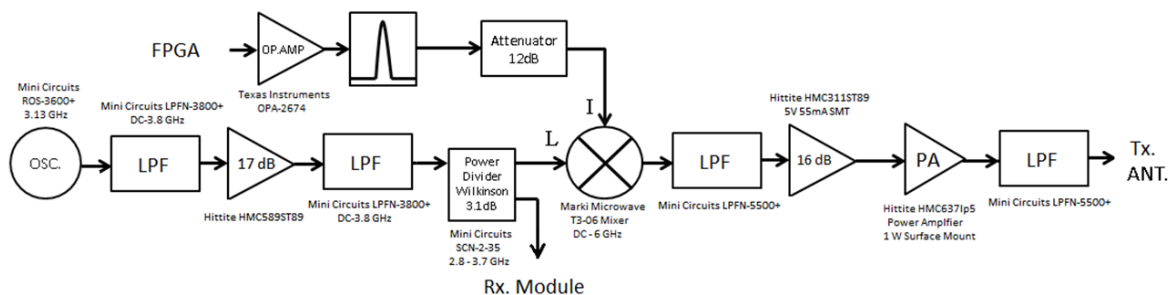 FPGA
OP.AMP
Texas Instruments
OPA-2674
Attenuator
12dB
I
Mini Circuits
ROS-3600+
3.13 GHz
OSC.
Mini Circuits LPFN-3800+
DC-3.8 GHz
LPF
17 dB
Hittite HMC589ST89
LPF
Mini Circuits LPFN-3800+
DC-3.8 GHz
Power
Divider
Wilkinson
3.1dB
Mini Circuits
SCN-2-35
2.8 - 3.7 GHz
Rx. Module
L
Marki Microwave
T3-06 Mixer
DC - 6 GHz
LPF
Mini Circuits LPFN-5500+
Hittite HMC311ST89
5V 55mA SMT
16 dB
PA
Hittite HMC637lp5
Power Amplfier
1 W Surface Mount
LPF
Mini Circuits LPFN-5500+
Tx.
ANT.